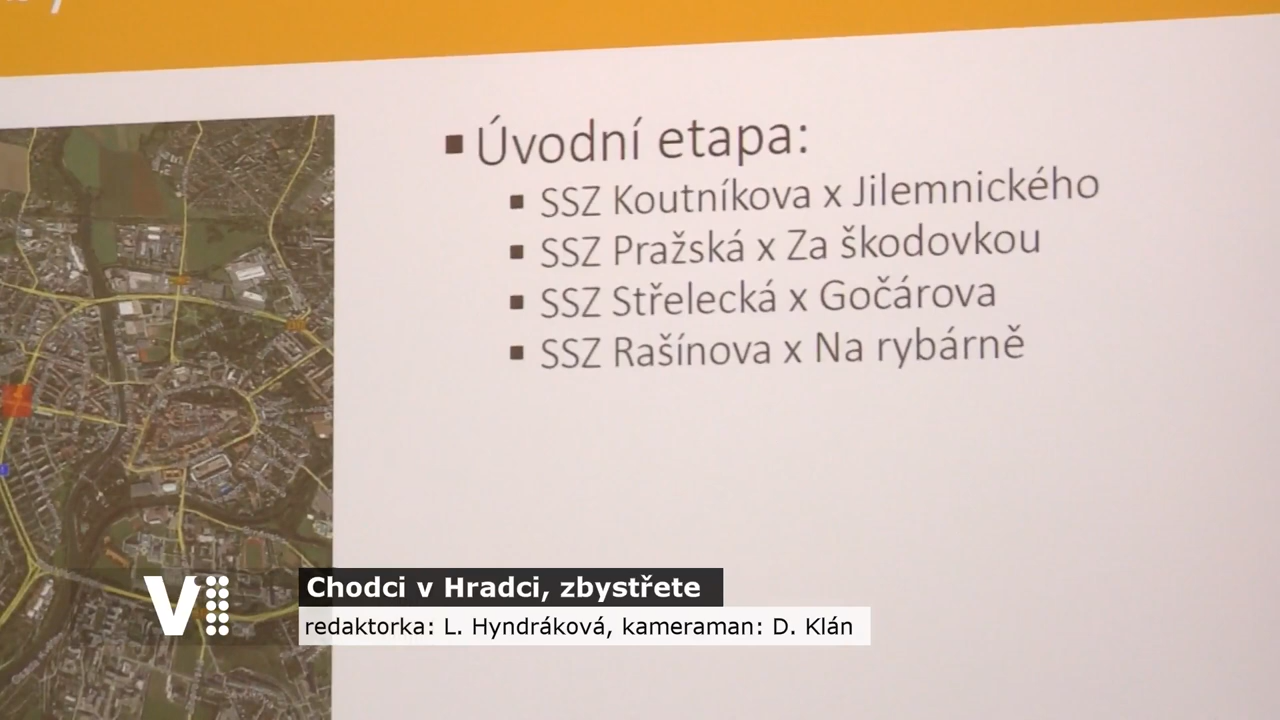 Úvodní etapa:
SSZ Koutníkova x Jilemnického
SSZ Pražská x Za škodovkou
SSZ Střelecká x Gočárova
SSZ Rašínova x Na rybárně
V1
Chodci v Hradci, zbystřete
redaktorka: L. Hyndráková, kameraman: D. Klán